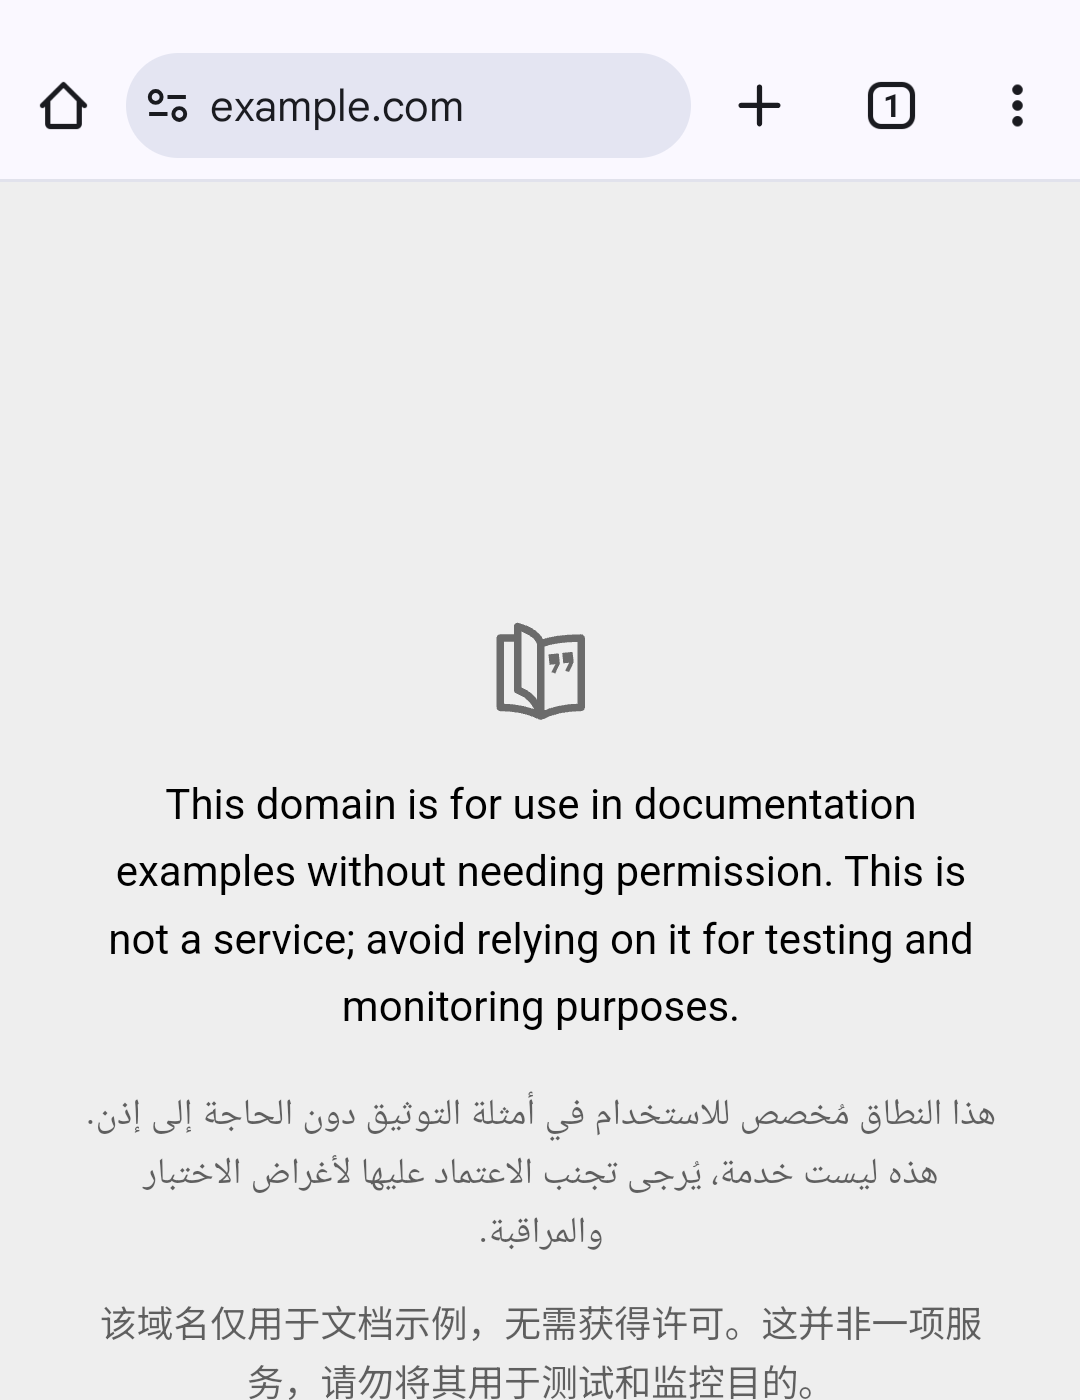 example.com
1
This domain is for use in documentation
examples without needing permission. This is
not a service; avoid relying on it for testing and
monitoring purposes.
هذا النطاق مُخصص للاستخدام في أمثلة التوثيق دون الحاجة إلى إذن.
هذه ليست خدمة، يُرجى تجنب الاعتماد عليها لأغراض الاختبار
والمراقبة.
该域名仅用于文档示例，无需获得许可。这并非一项服
务，请勿将其用于测试和监控目的。